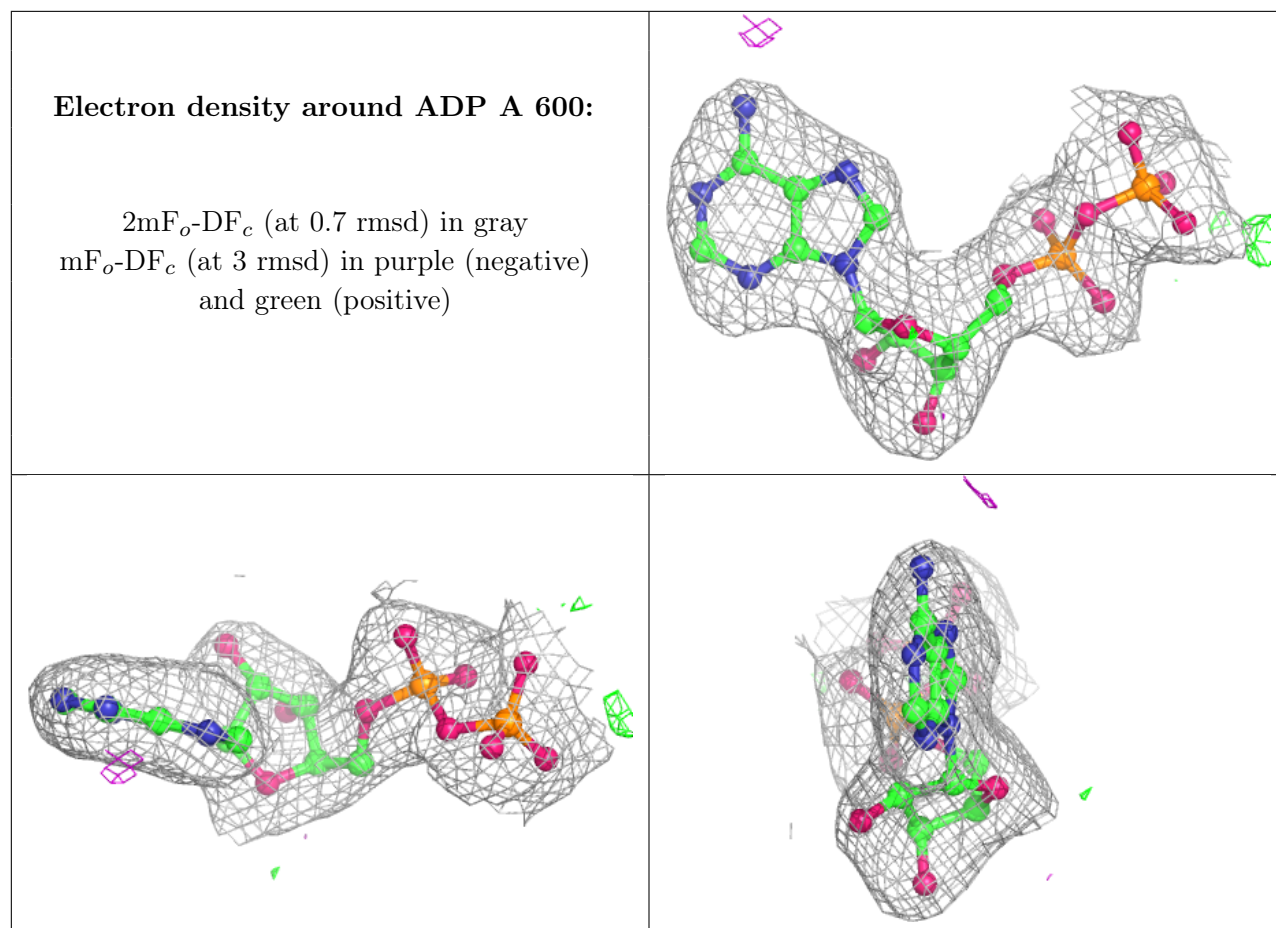 Electron density around ADP A 600:
2mFo-DFc (at 0.7 rmsd) in gray
mFo-DFc (at 3 rmsd) in purple (negative)
and green (positive)